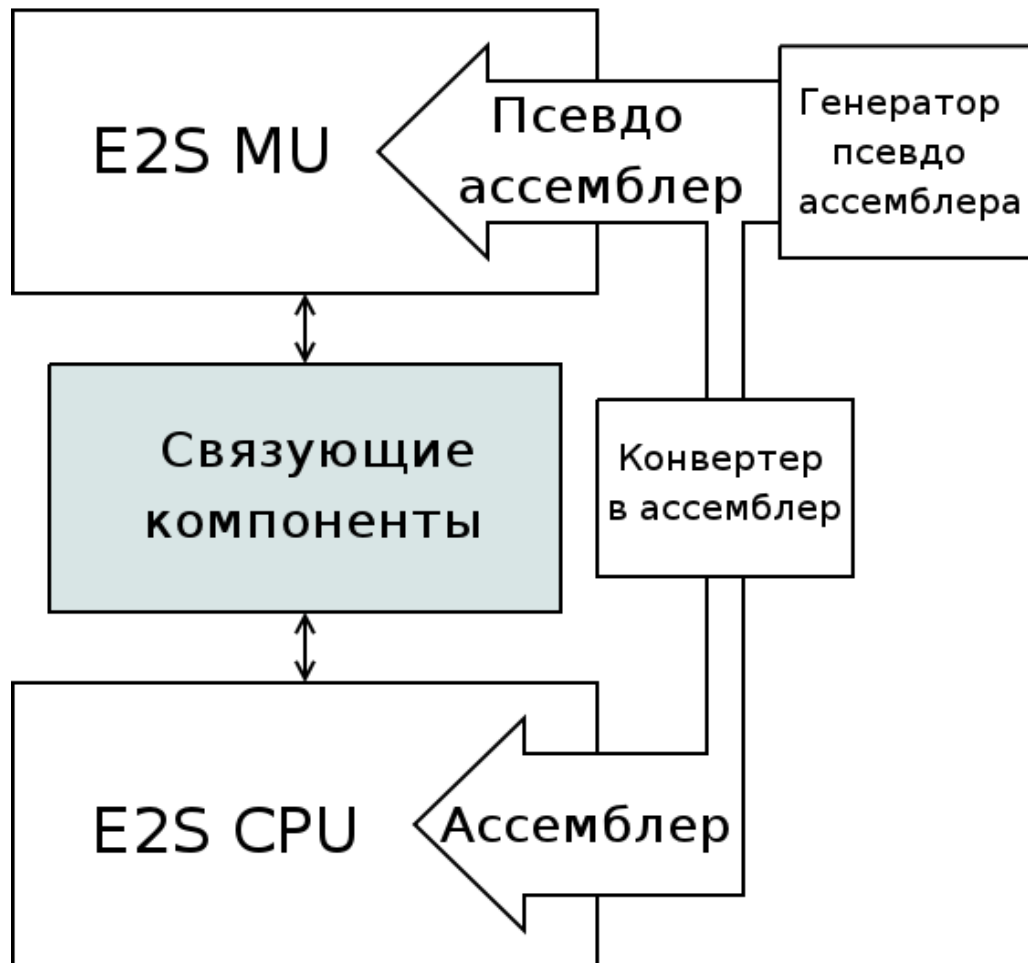 E2S MU
Псевдо
ассемблер
Генератор
псевдо
ассемблера
Связующие
компоненты
Конвертер
в ассемблер
E2S CPU
Ассемблер